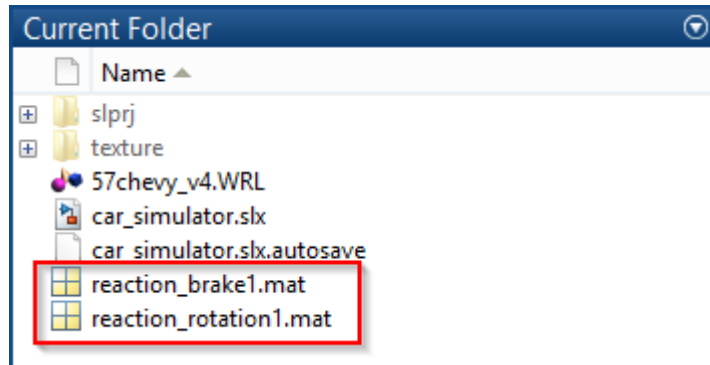 Current Folder
Name
slprj
texture
57chevy_v4.WRL
car_simulator.slx
car_simulator.slx.autosave
reaction_brake1.mat
reaction_rotation1.mat